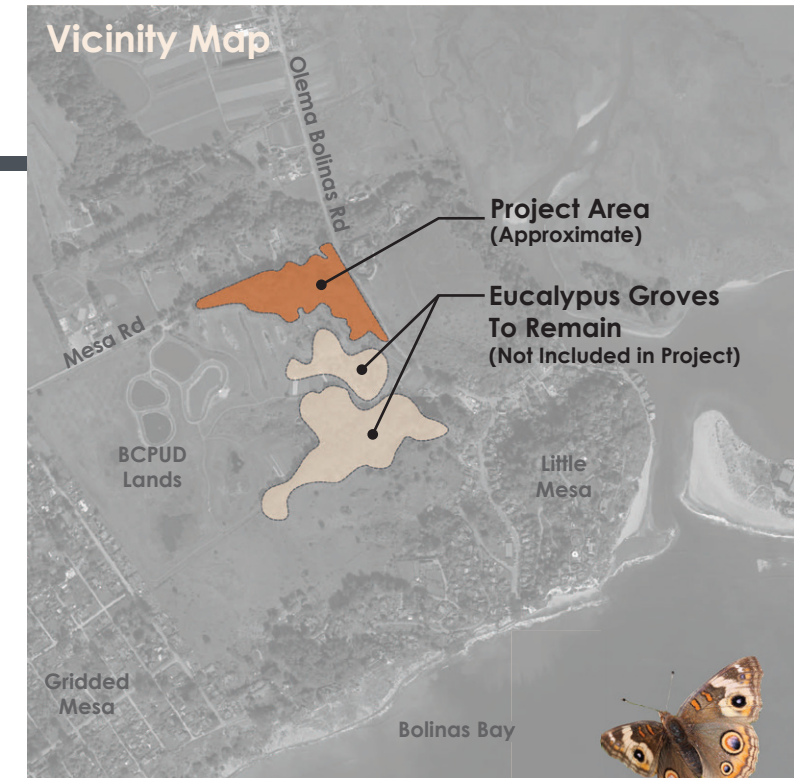 Vicinity Map
Olema Bolinas Rd
Project Area
(Approximate)
Eucalypus Groves
To Remain
(Not Included in Project)
Mesa Rd
BCPUD
Lands
Little
Mesa
Gridded
Mesa
Bolinas Bay